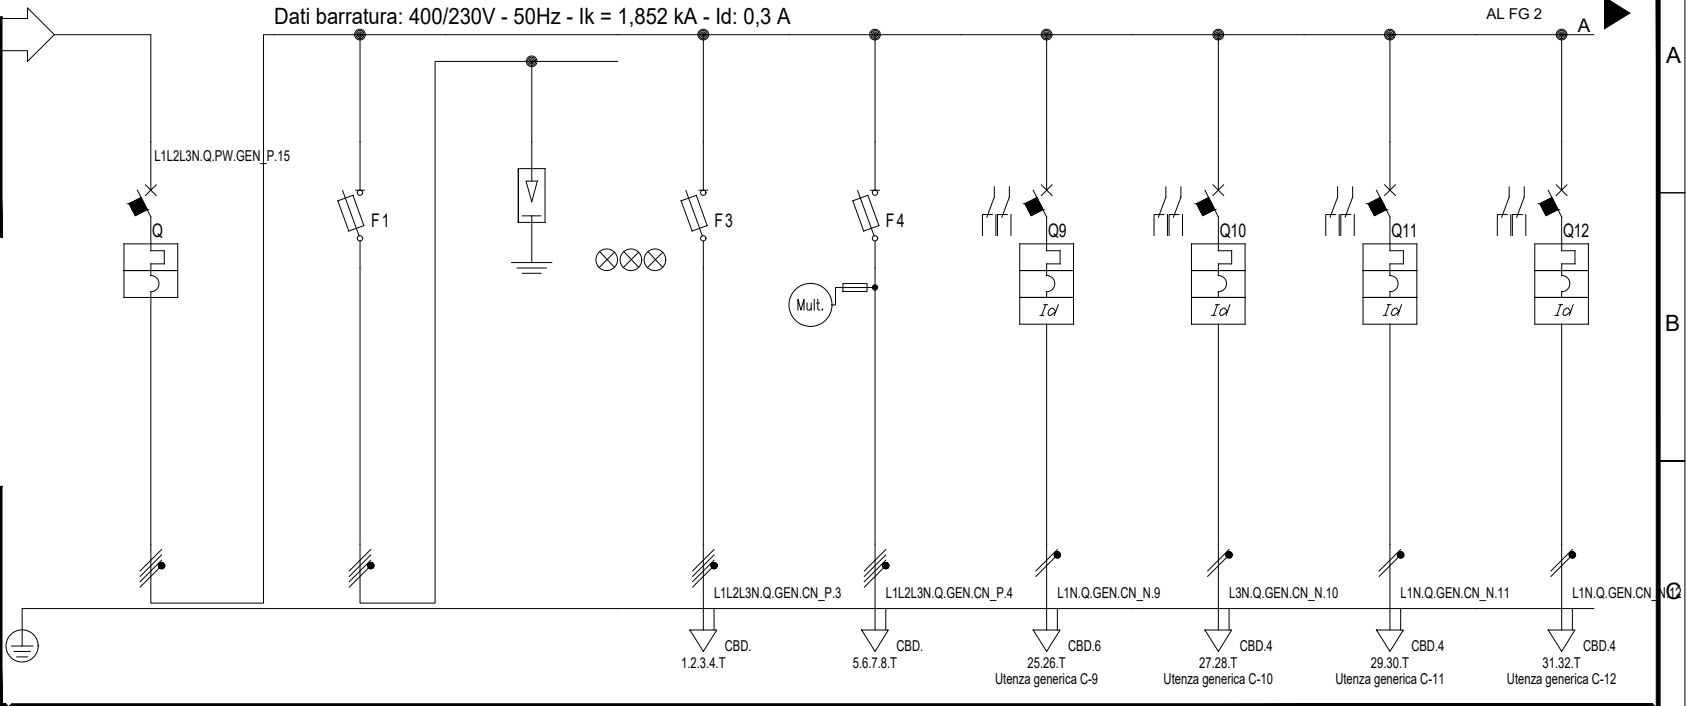 Dati barratura: 400/230V - 50Hz - Ik = 1,852 kA - Id: 0,3 A
AL FG 2
A
A
L1L2L3N.Q.PW.GEN_P.15
Q
F1
F3
F4
Q9
Q10
Q11
Q12
Mult.
Id
Id
Id
Id
B
L1L2L3N.Q.GEN.CN_P.3
L1L2L3N.Q.GEN.CN_P.4
L1N.Q.GEN.CN_N.9
L3N.Q.GEN.CN_N.10
L1N.Q.GEN.CN_N.11
L1N.Q.GEN.CN_N.12
C
CBD.
CBD.
CBD.6
CBD.4
CBD.4
CBD.4
1.2.3.4.T
5.6.7.8.T
25.26.T
27.28.T
29.30.T
31.32.T
Utenza generica C-9
Utenza generica C-10
Utenza generica C-11
Utenza generica C-12